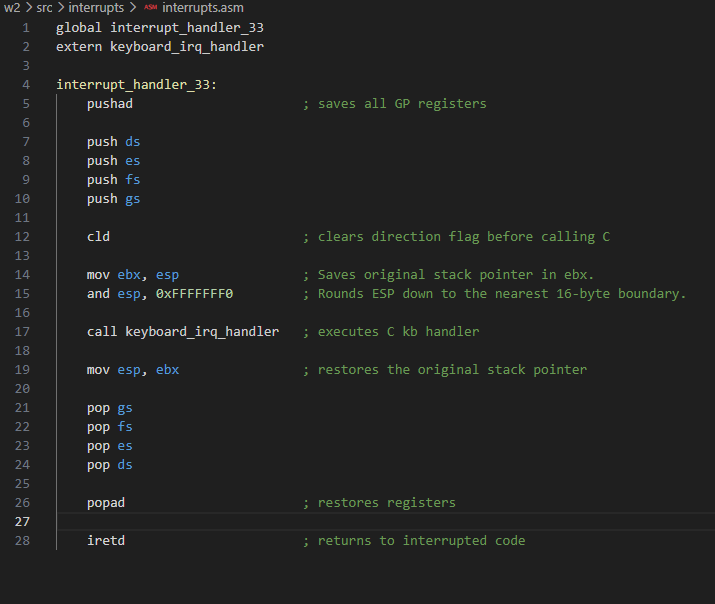 w2 > src > interrupts > ASM interrupts.asm
1 global interrupt_handler_33
2 extern keyboard_irq_handler
3
4 interrupt_handler_33:
5 pushad ; saves all GP registers
6
7 push ds
8 push es
9 push fs
10 push gs
11
12 cld ; clears direction flag before calling C
13
14 mov ebx, esp ; Saves original stack pointer in ebx.
15 and esp, 0xFFFFFFF0 ; Rounds ESP down to the nearest 16-byte boundary.
16
17 call keyboard_irq_handler ; executes C kb handler
18
19 mov esp, ebx ; restores the original stack pointer
20
21 pop gs
22 pop fs
23 pop es
24 pop ds
25
26 popad ; restores registers
27
28 iretd ; returns to interrupted code